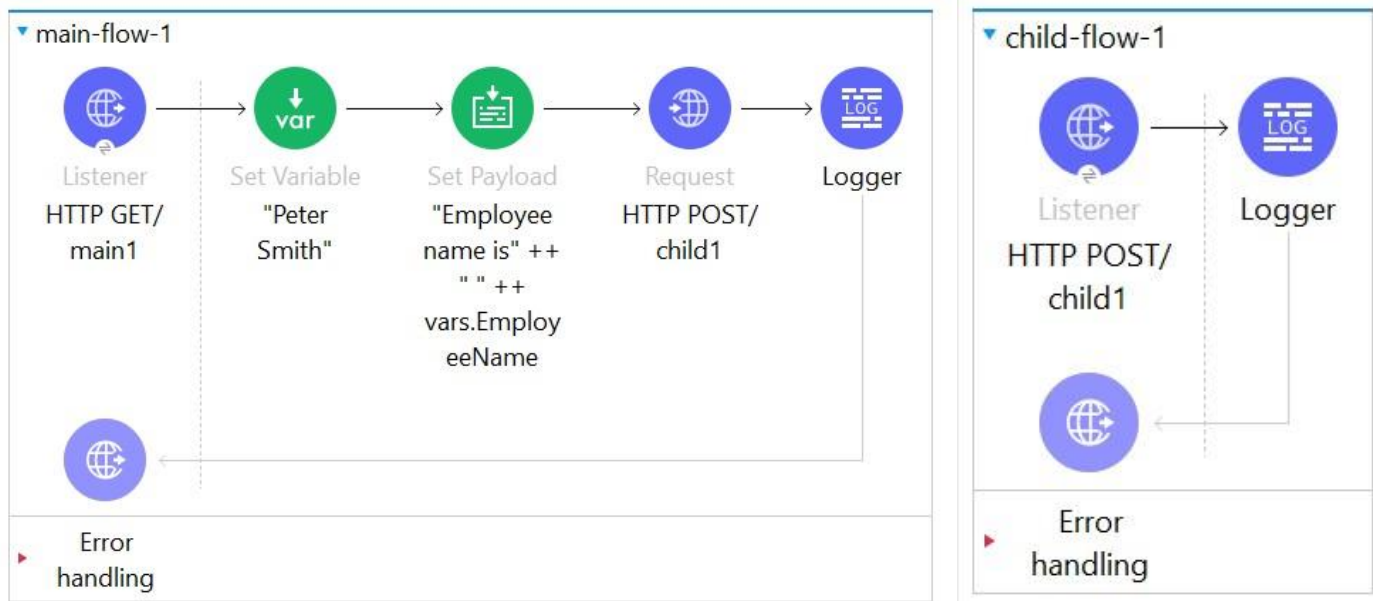 main-flow-1
var
LOG
Listener
Set Variable
Set Payload
Request
Logger
HTTP GET/
main1
"Peter
Smith"
"Employee
name is" ++
" " ++
vars.Employ
eeName
HTTP POST/
child1
Error
handling
child-flow-1
LOG
Listener
Logger
HTTP POST/
child1
Error
handling